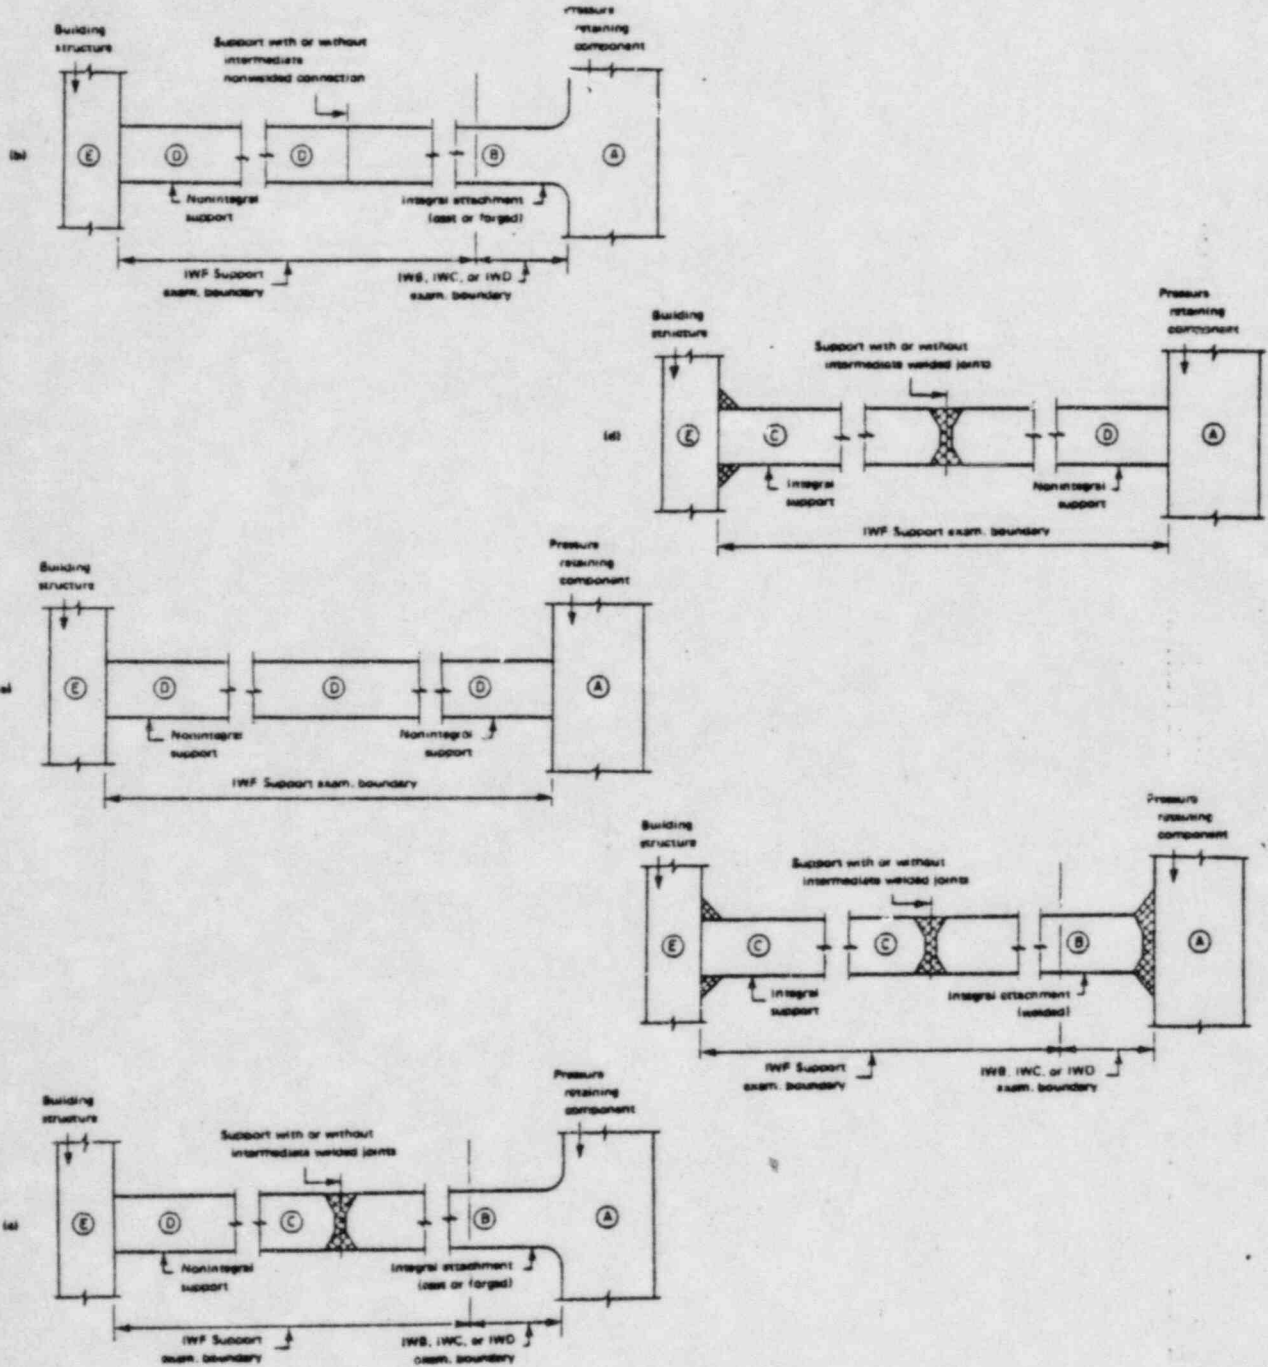 Building
structure
Support with or without
intermediate
nonwelded connection
Pressure
retaining
component
(b)
E
D
D
B
A
Nonintegral
support
Integral attachment
(cast or forged)
IWF Support
exam. boundary
IWB, IWC, or IWD
exam. boundary
Building
structure
Support with or without
intermediate welded joints
Pressure
retaining
component
(d)
E
C
D
A
Integral
support
Nonintegral
support
IWF Support exam. boundary
Building
structure
Pressure
retaining
component
E
D
D
D
A
Nonintegral
support
Nonintegral
support
IWF Support exam. boundary
Building
structure
Support with or without
intermediate welded joints
Pressure
retaining
component
E
C
C
B
A
Integral
support
Integral attachment
(welded)
IWF Support
exam. boundary
IWB, IWC, or IWD
exam. boundary
Building
structure
Support with or without
intermediate welded joints
Pressure
retaining
component
E
D
C
B
A
Nonintegral
support
Integral attachment
(cast or forged)
IWF Support
exam. boundary
IWB, IWC, or IWD
exam. boundary